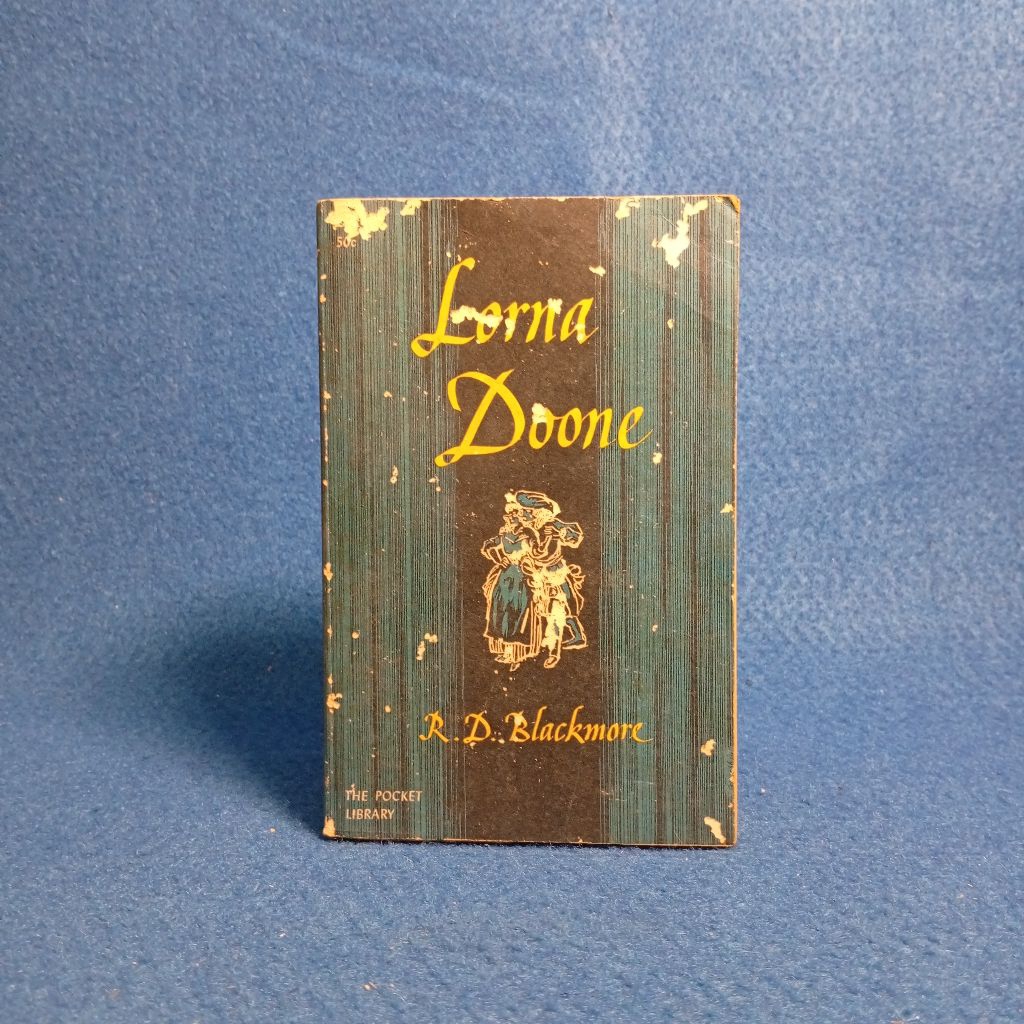 50¢
Lorna
Doone
R. D. Blackmore
THE POCKET
LIBRARY